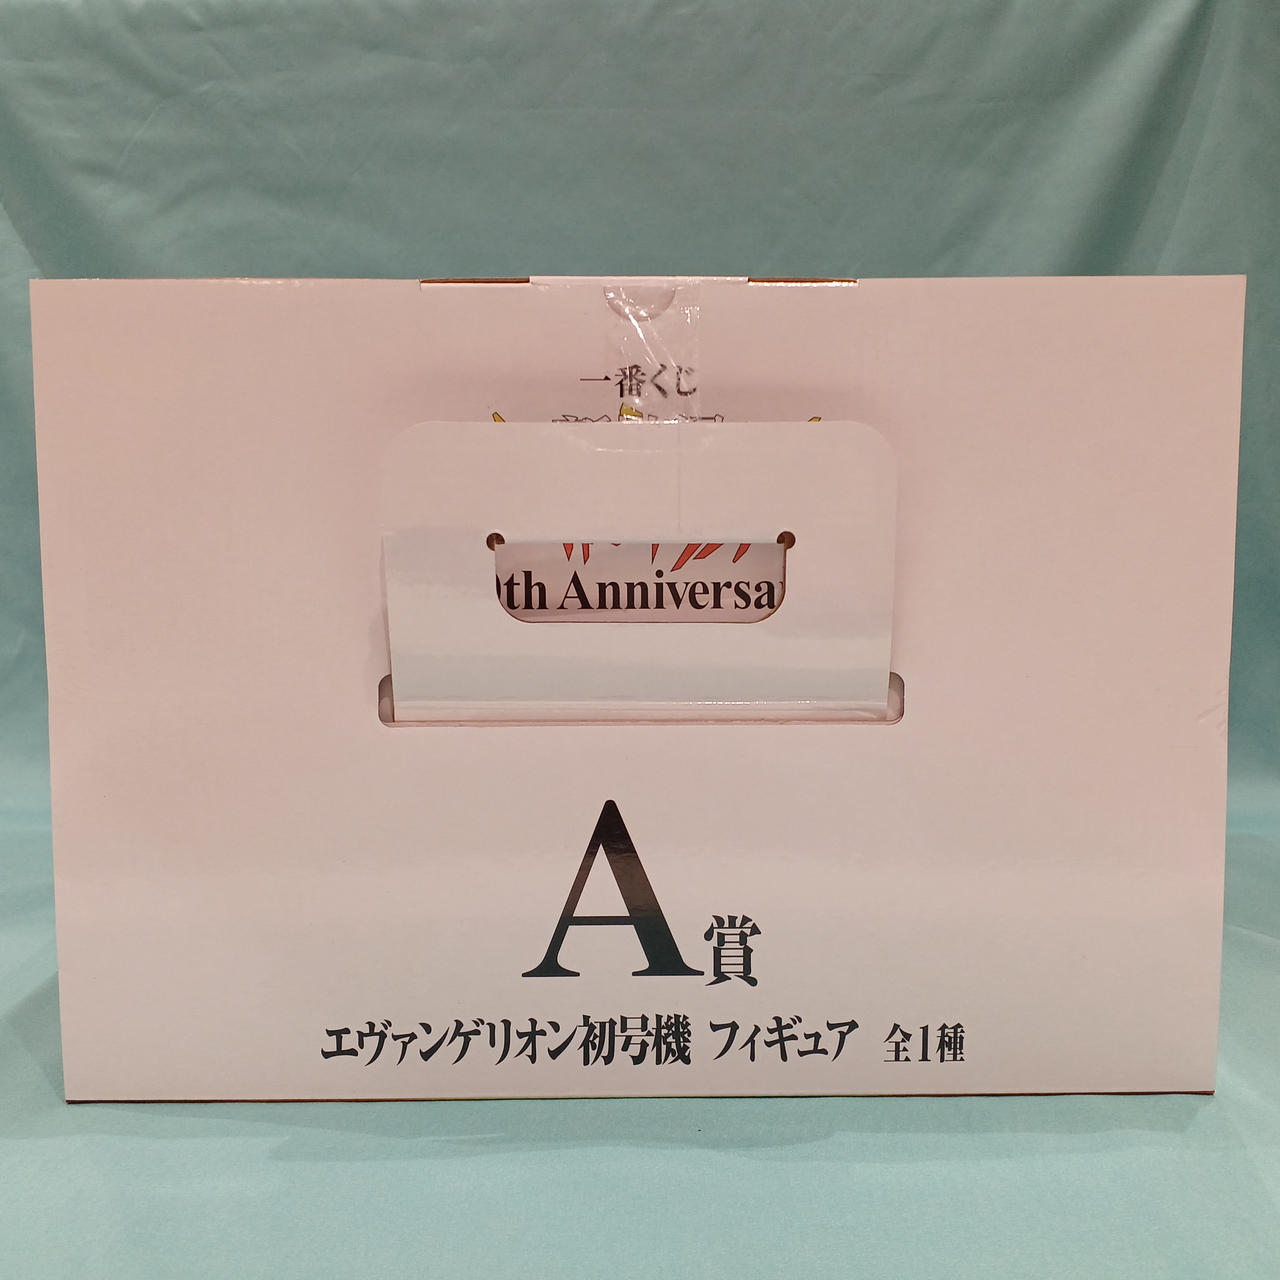 一番くじ
th Anniversa
A賞
エヴァンゲリオン初号機 フィギュア 全1種